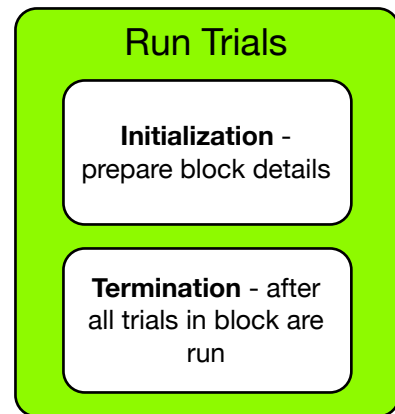 Run Trials
Initialization -
prepare block details
Termination - after
all trials in block are
run